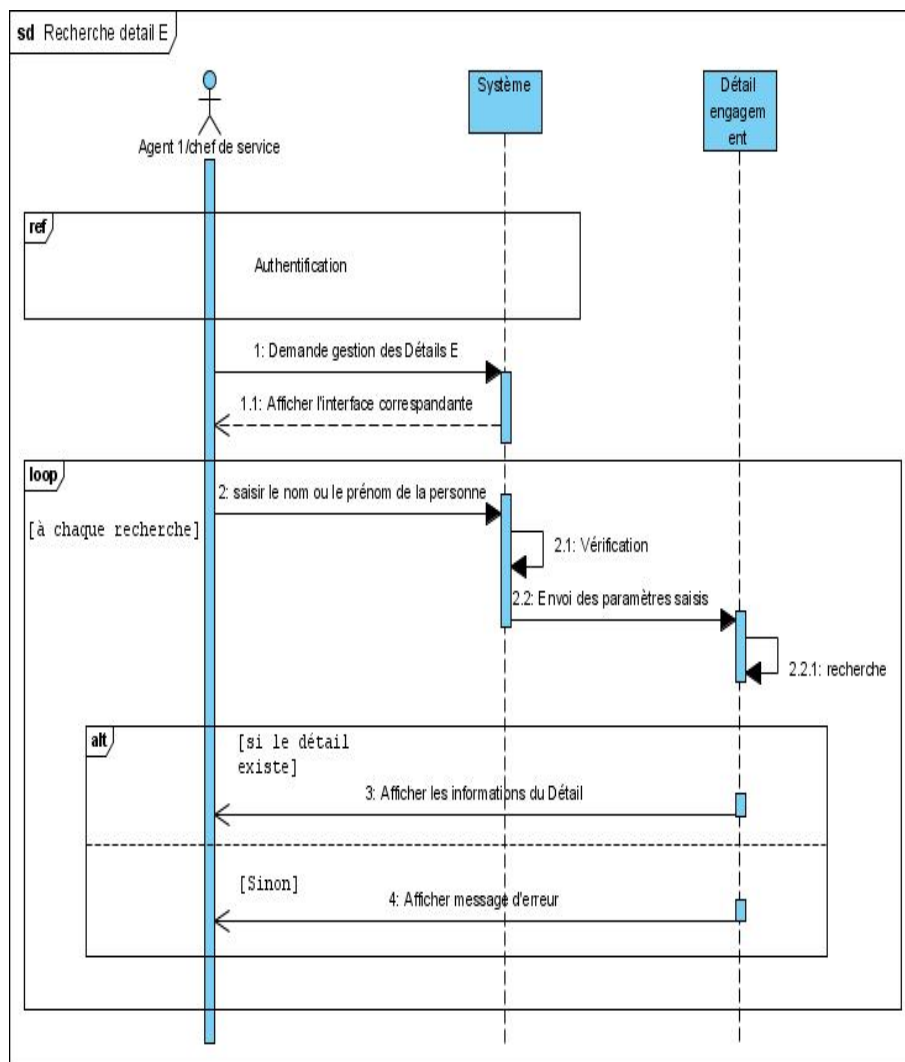 sd Recherche detail E
Système
Détail
engagem
ent
Agent 1/chef de service
ref
Authentification
1: Demande gestion des Détails E
1.1: Afficher l'interface correspandante
loop
2: saisir le nom ou le prénom de la personne
[à chaque recherche]
2.1: Vérification
2.2: Envoi des paramètres saisis
2.2.1: recherche
alt
[si le détail
existe]
3: Afficher les informations du Détail
[Sinon]
4: Afficher message d'erreur